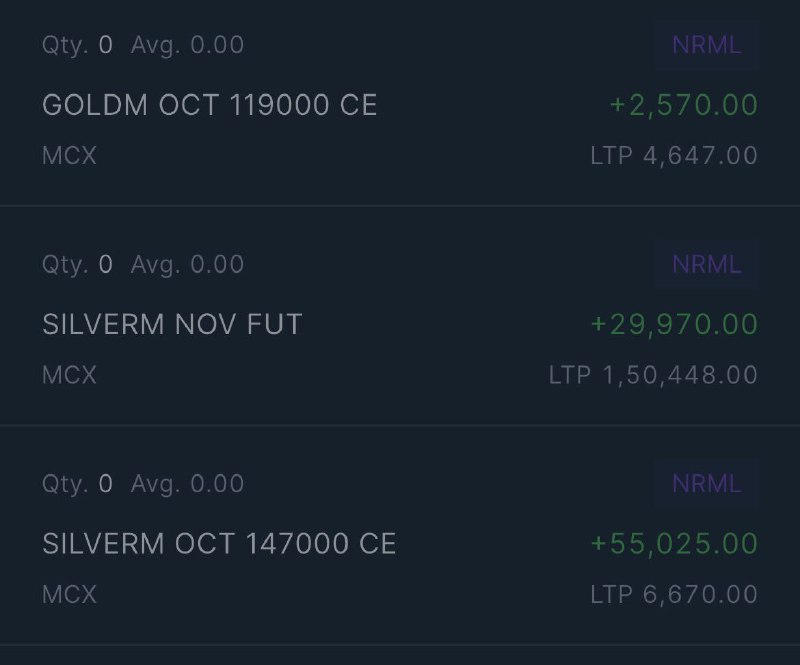 Qty. 0 Avg. 0.00 NRML
GOLDM OCT 119000 CE +2,570.00
MCX LTP 4,647.00
Qty. 0 Avg. 0.00 NRML
SILVERM NOV FUT +29,970.00
MCX LTP 1,50,448.00
Qty. 0 Avg. 0.00 NRML
SILVERM OCT 147000 CE +55,025.00
MCX LTP 6,670.00